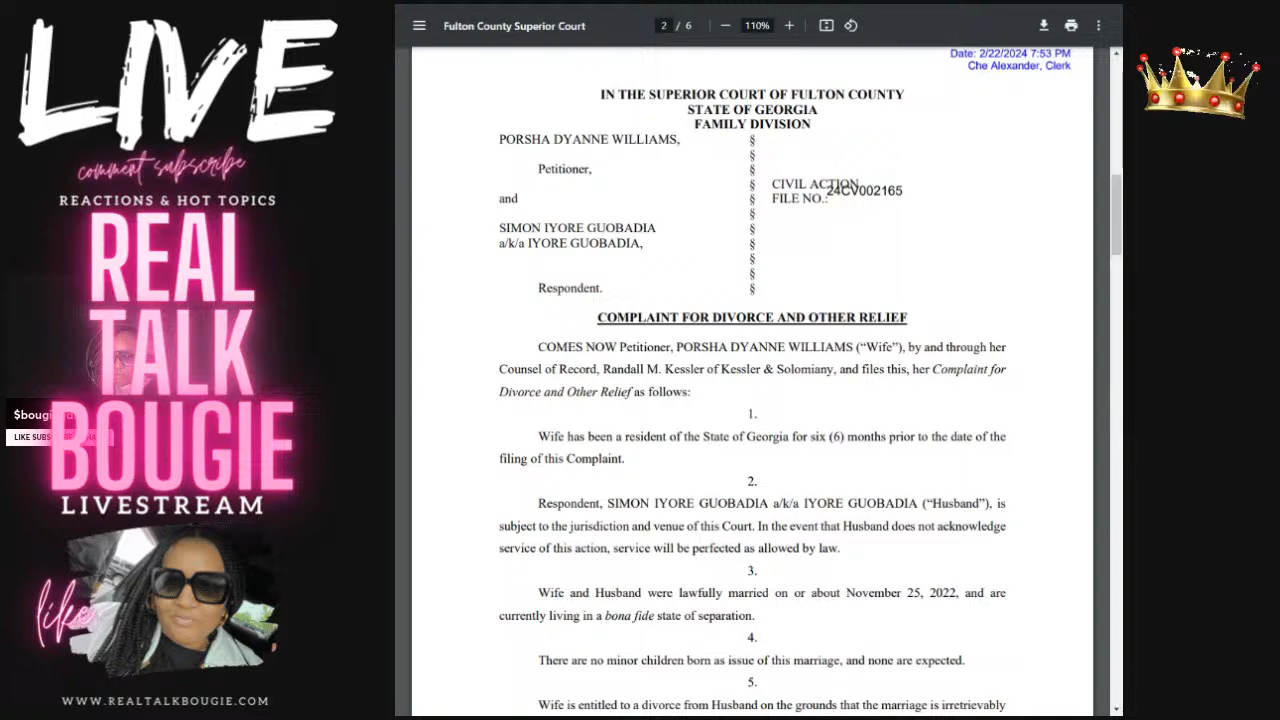 LIVE
comment subscribe
REACTIONS & HOT TOPICS
REAL
TALK
BOUGIE
LIVESTREAM
like
WWW.REALTALKBOUGIE.COM
$bougi
LIKE SUBS
Fulton County Superior Court
2 / 6
110%
Date: 2/22/2024 7:53 PM
Che Alexander, Clerk
IN THE SUPERIOR COURT OF FULTON COUNTY
STATE OF GEORGIA
FAMILY DIVISION
PORSHA DYANNE WILLIAMS, §
§
Petitioner, §
§ CIVIL ACTION
and § FILE NO.: 24CV002165
§
SIMON IYORE GUOBADIA §
a/k/a IYORE GUOBADIA, §
§
§
Respondent. §
COMPLAINT FOR DIVORCE AND OTHER RELIEF
COMES NOW Petitioner, PORSHA DYANNE WILLIAMS (“Wife”), by and through her
Counsel of Record, Randall M. Kessler of Kessler & Solomiany, and files this, her Complaint for
Divorce and Other Relief as follows:
1.
Wife has been a resident of the State of Georgia for six (6) months prior to the date of the
filing of this Complaint.
2.
Respondent, SIMON IYORE GUOBADIA a/k/a IYORE GUOBADIA (“Husband”), is
subject to the jurisdiction and venue of this Court. In the event that Husband does not acknowledge
service of this action, service will be perfected as allowed by law.
3.
Wife and Husband were lawfully married on or about November 25, 2022, and are
currently living in a bona fide state of separation.
4.
There are no minor children born as issue of this marriage, and none are expected.
5.
Wife is entitled to a divorce from Husband on the grounds that the marriage is irretrievably